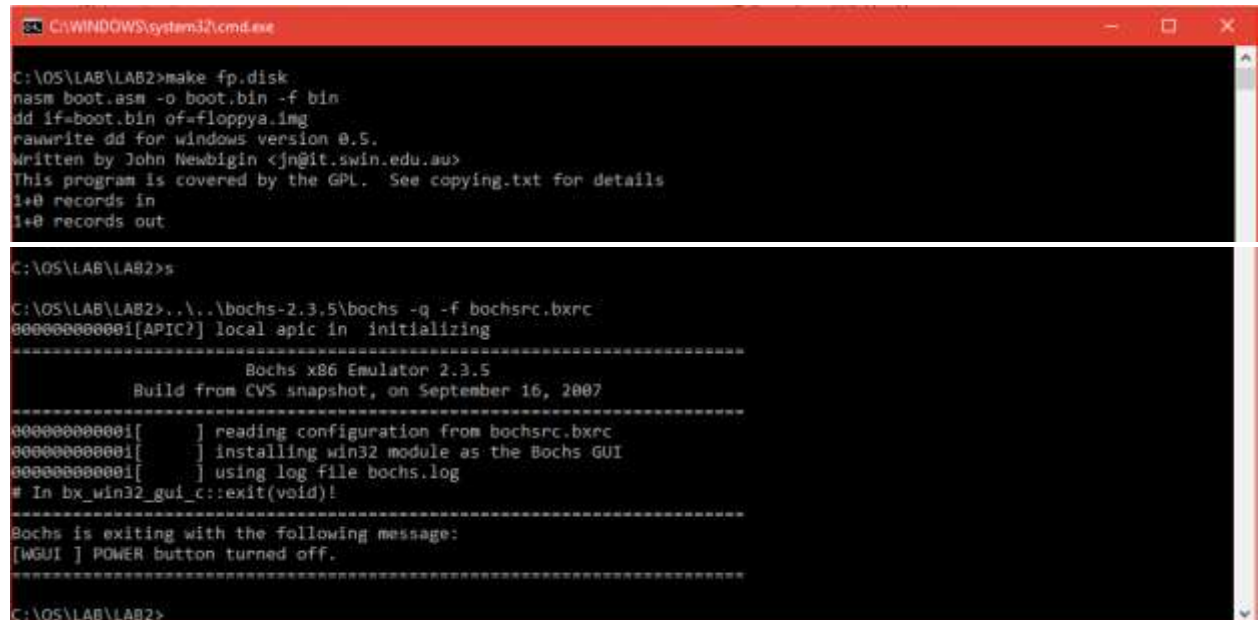 C:\WINDOWS\system32\cmd.exe
C:\OS\LAB\LAB2>make fp.disk
nasm boot.asm -o boot.bin -f bin
dd if=boot.bin of=floppya.img
rawwrite dd for windows version 0.5.
Written by John Newbigin <jn@it.swin.edu.au>
This program is covered by the GPL.  See copying.txt for details
1+0 records in
1+0 records out
C:\OS\LAB\LAB2>s
C:\OS\LAB\LAB2>..\..\bochs-2.3.5\bochs -q -f bochsrc.bxrc
00000000000i[APIC?] local apic in  initializing
========================================================================
Bochs x86 Emulator 2.3.5
Build from CVS snapshot, on September 16, 2007
========================================================================
00000000000i[     ] reading configuration from bochsrc.bxrc
00000000000i[     ] installing win32 module as the Bochs GUI
00000000000i[     ] using log file bochs.log
# In bx_win32_gui_c::exit(void)!
========================================================================
Bochs is exiting with the following message:
[WGUI ] POWER button turned off.
========================================================================
C:\OS\LAB\LAB2>